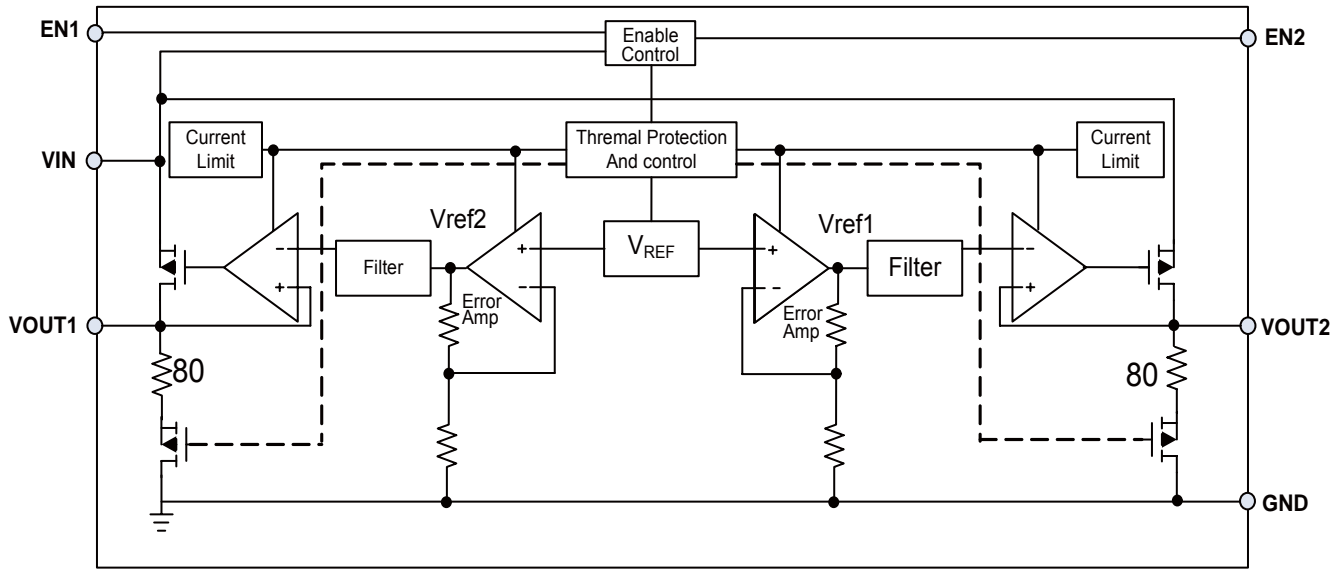 EN1
Enable
Control
EN2
Current
Limit
Thremal Protection
And control
Current
Limit
VIN
Vref2
Vref1
VREF
Filter
Filter
+
-
+
-
-
+
-
+
Error
Amp
Error
Amp
VOUT1
VOUT2
80
80
GND